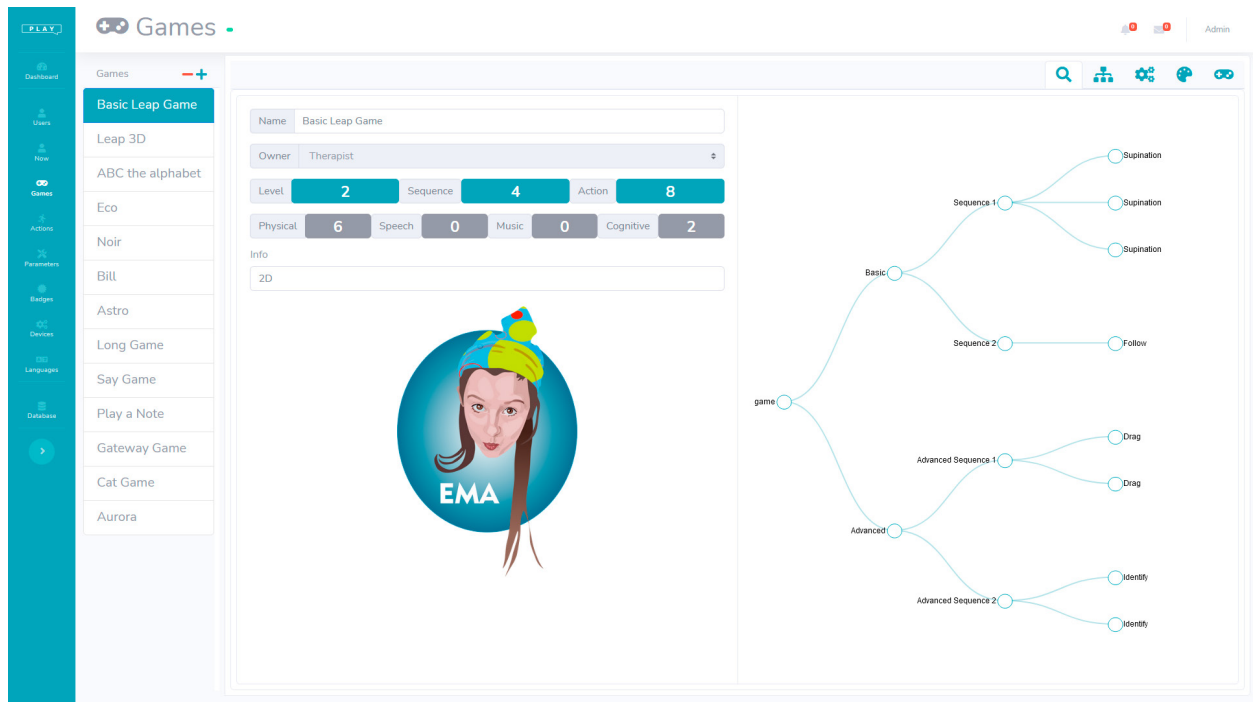 PLAY
Games
0
0
Admin
Dashboard
Users
Now
Games
Actions
Parameters
Badges
Devices
Languages
Database
Games
Basic Leap Game
Leap 3D
ABC the alphabet
Eco
Noir
Bill
Astro
Long Game
Say Game
Play a Note
Gateway Game
Cat Game
Aurora
Name Basic Leap Game
Owner Therapist
Level 2 Sequence 4 Action 8
Physical 6 Speech 0 Music 0 Cognitive 2
Info
2D
EMA
game
Basic
Sequence 1
Supination
Supination
Supination
Sequence 2
Follow
Advanced
Advanced Sequence 1
Drag
Drag
Advanced Sequence 2
Identify
Identify